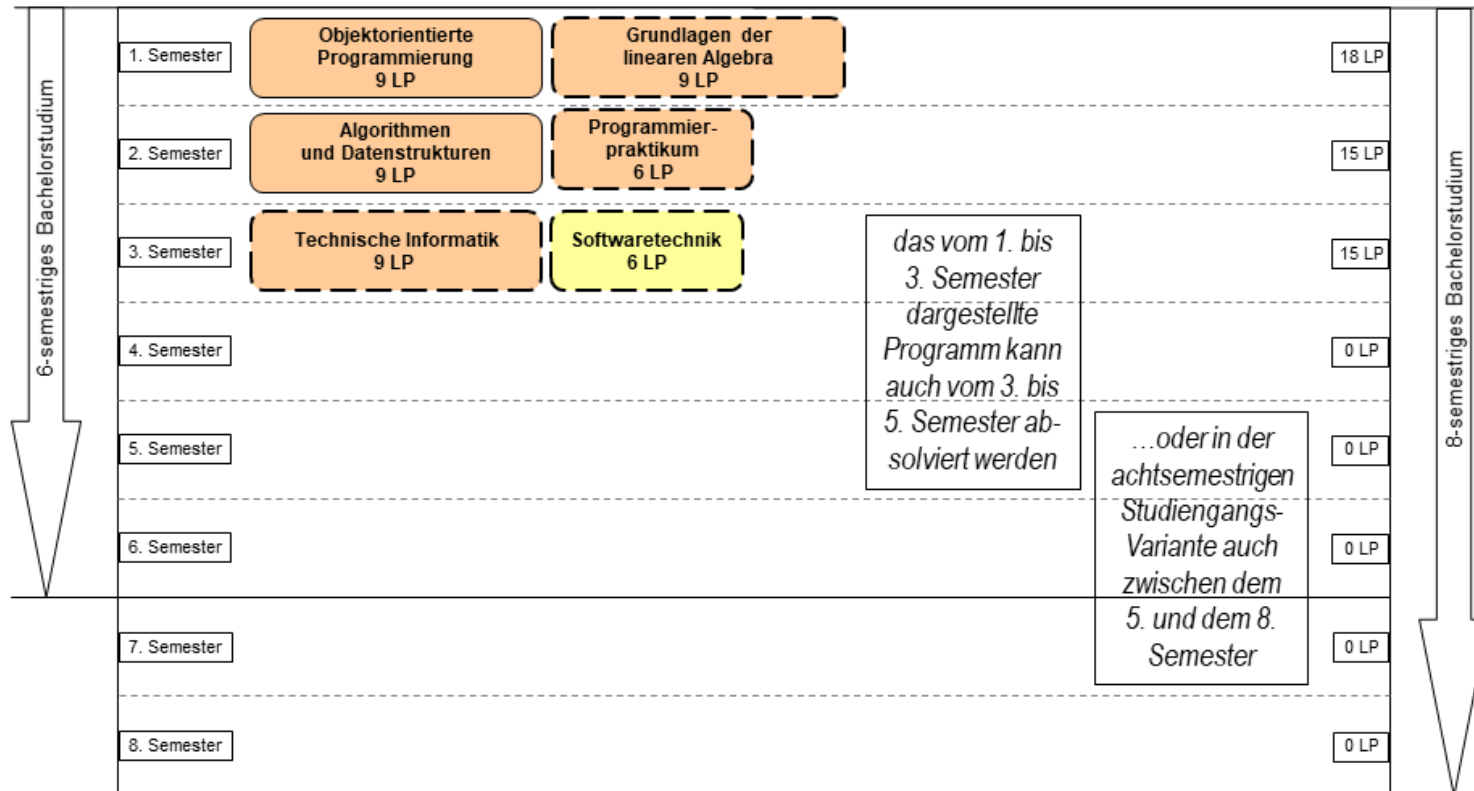 6-semestriges Bachelorstudium
8-semestriges Bachelorstudium
1. Semester
Objektorientierte
Programmierung
9 LP
Grundlagen der
linearen Algebra
9 LP
18 LP
2. Semester
Algorithmen
und Datenstrukturen
9 LP
Programmier-
praktikum
6 LP
15 LP
3. Semester
Technische Informatik
9 LP
Softwaretechnik
6 LP
15 LP
das vom 1. bis
3. Semester
dargestellte
Programm kann
auch vom 3. bis
5. Semester ab-
solviert werden
4. Semester
0 LP
5. Semester
0 LP
...oder in der
achtsemestrigen
Studiengangs-
Variante auch
zwischen dem
5. und dem 8.
Semester
6. Semester
0 LP
7. Semester
0 LP
8. Semester
0 LP